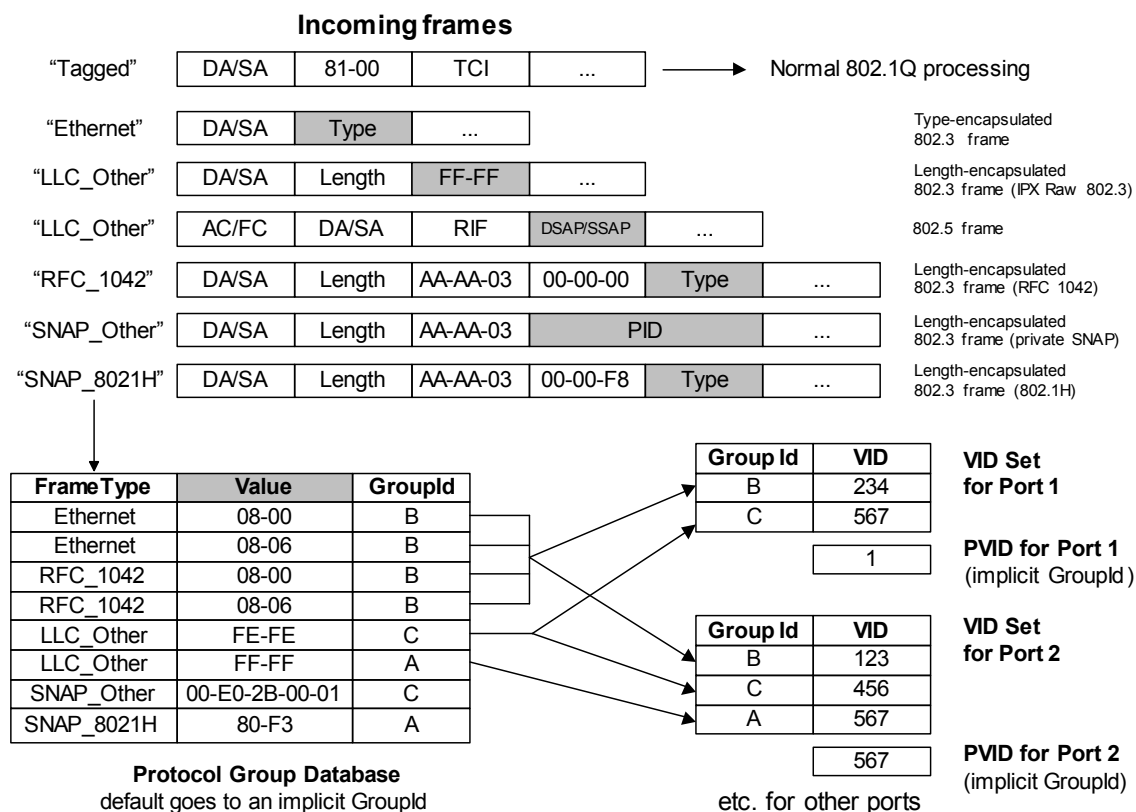 Incoming frames
“Tagged” DA/SA 81-00 TCI ... Normal 802.1Q processing
“Ethernet” DA/SA Type ... Type-encapsulated
802.3 frame
“LLC_Other” DA/SA Length FF-FF ... Length-encapsulated
802.3 frame (IPX Raw 802.3)
“LLC_Other” AC/FC DA/SA RIF DSAP/SSAP ... 802.5 frame
“RFC_1042” DA/SA Length AA-AA-03 00-00-00 Type ... Length-encapsulated
802.3 frame (RFC 1042)
“SNAP_Other” DA/SA Length AA-AA-03 PID ... Length-encapsulated
802.3 frame (private SNAP)
“SNAP_8021H” DA/SA Length AA-AA-03 00-00-F8 Type ... Length-encapsulated
802.3 frame (802.1H)
FrameType Value GroupId
Ethernet 08-00 B
Ethernet 08-06 B
RFC_1042 08-00 B
RFC_1042 08-06 B
LLC_Other FE-FE C
LLC_Other FF-FF A
SNAP_Other 00-E0-2B-00-01 C
SNAP_8021H 80-F3 A
Protocol Group Database
default goes to an implicit GroupId
Group Id VID
B 234
C 567
VID Set
for Port 1
1
PVID for Port 1
(implicit GroupId)
Group Id VID
B 123
C 456
A 567
VID Set
for Port 2
567
PVID for Port 2
(implicit GroupId)
etc. for other ports